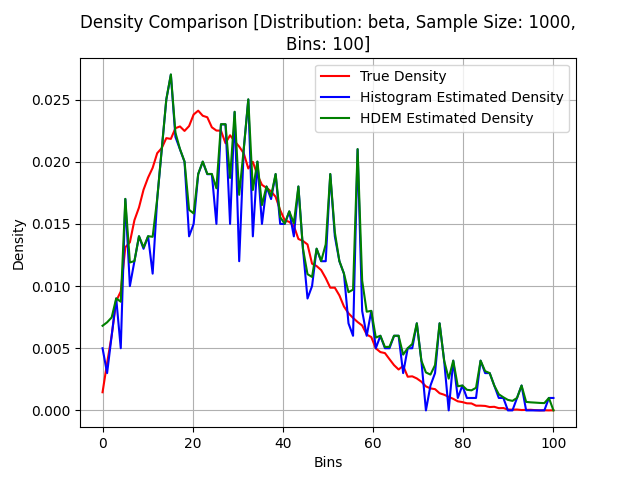 Density Comparison [Distribution: beta, Sample Size: 1000,
Bins: 100]
True Density
Histogram Estimated Density
HDEM Estimated Density
Density
0.025
0.020
0.015
0.010
0.005
0.000
0 20 40 60 80 100
Bins